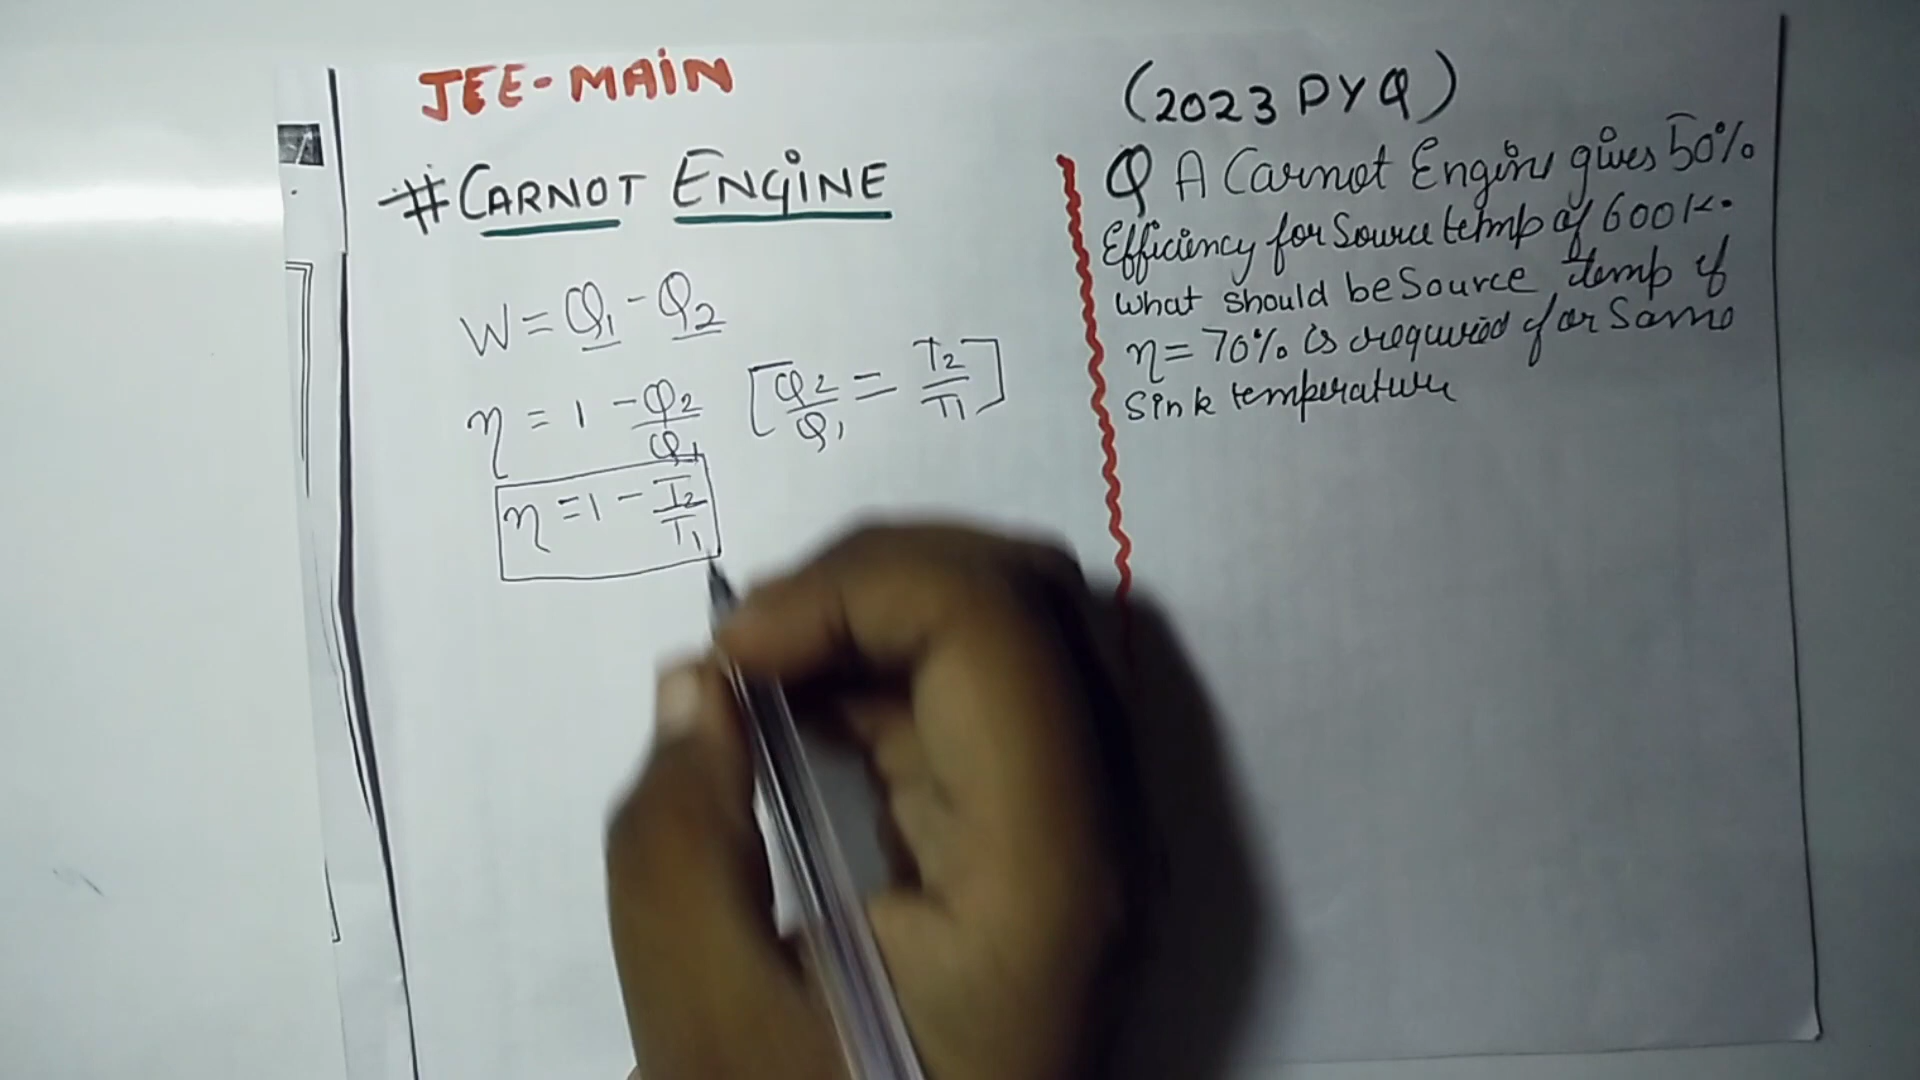 JEE-MAIN
# CARNOT ENGINE
W = Q₁ - Q₂
η = 1 - Q₂/Q₁ [Q₂/Q₁ = T₂/T₁]
η = 1 - T₂/T₁
(2023 PYQ)
Q A Carnot Engine gives 50%
Efficiency for Source temp of 600K.
what should be Source temp if
η = 70% is required for Same
Sink temperature